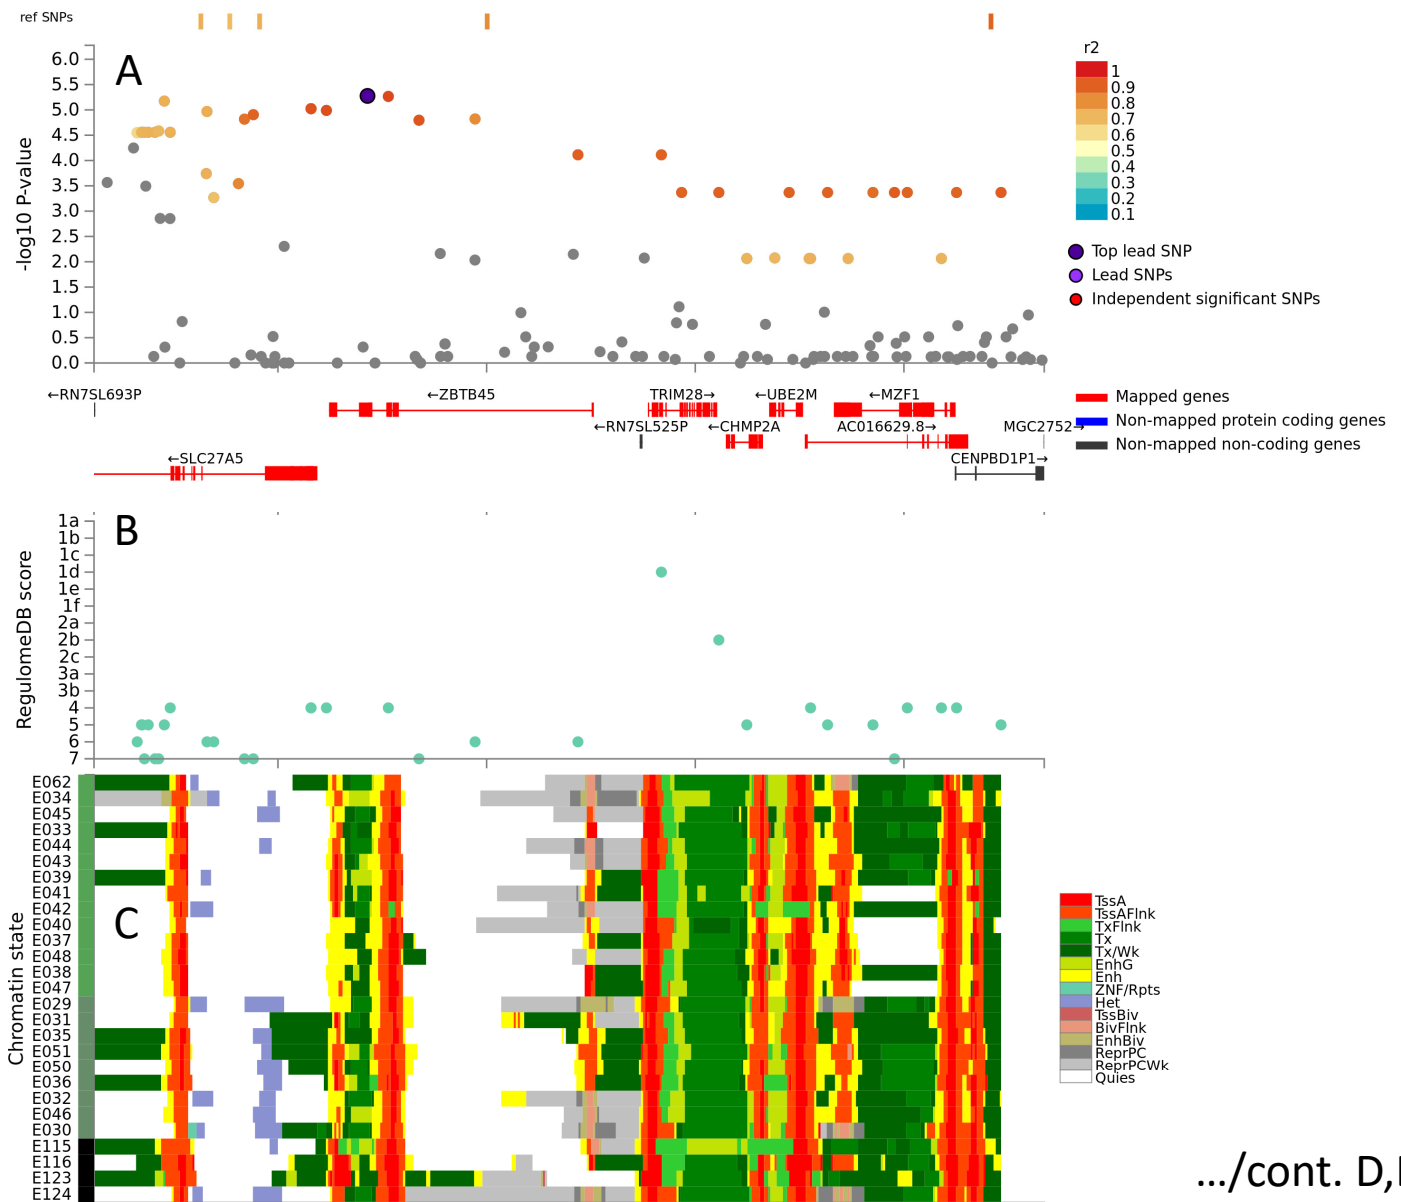 ref SNPs
A
-log10 P-value
6.0
5.5
5.0
4.5
4.0
3.5
3.0
2.5
2.0
1.5
1.0
0.5
0.0
r2
1
0.9
0.8
0.7
0.6
0.5
0.4
0.3
0.2
0.1
Top lead SNP
Lead SNPs
Independent significant SNPs
←RN7SL693P
←ZBTB45
TRIM28→
←UBE2M
←MZF1
←RN7SL525P
←CHMP2A
AC016629.8→
MGC2752→
←SLC27A5
CENPBD1P1→
Mapped genes
Non-mapped protein coding genes
Non-mapped non-coding genes
B
RegulomeDB score
1a
1b
1c
1d
1e
1f
2a
2b
2c
3a
3b
4
5
6
7
C
Chromatin state
E062
E034
E045
E033
E044
E043
E039
E041
E042
E040
E037
E048
E038
E047
E029
E031
E035
E051
E050
E036
E032
E046
E030
E115
E116
E123
E124
TssA
TssAFlnk
TxFlnk
Tx
Tx/Wk
EnhG
Enh
ZNF/Rpts
Het
TssBiv
BivFlnk
EnhBiv
ReprPC
ReprPCWk
Quies
.../cont. D,